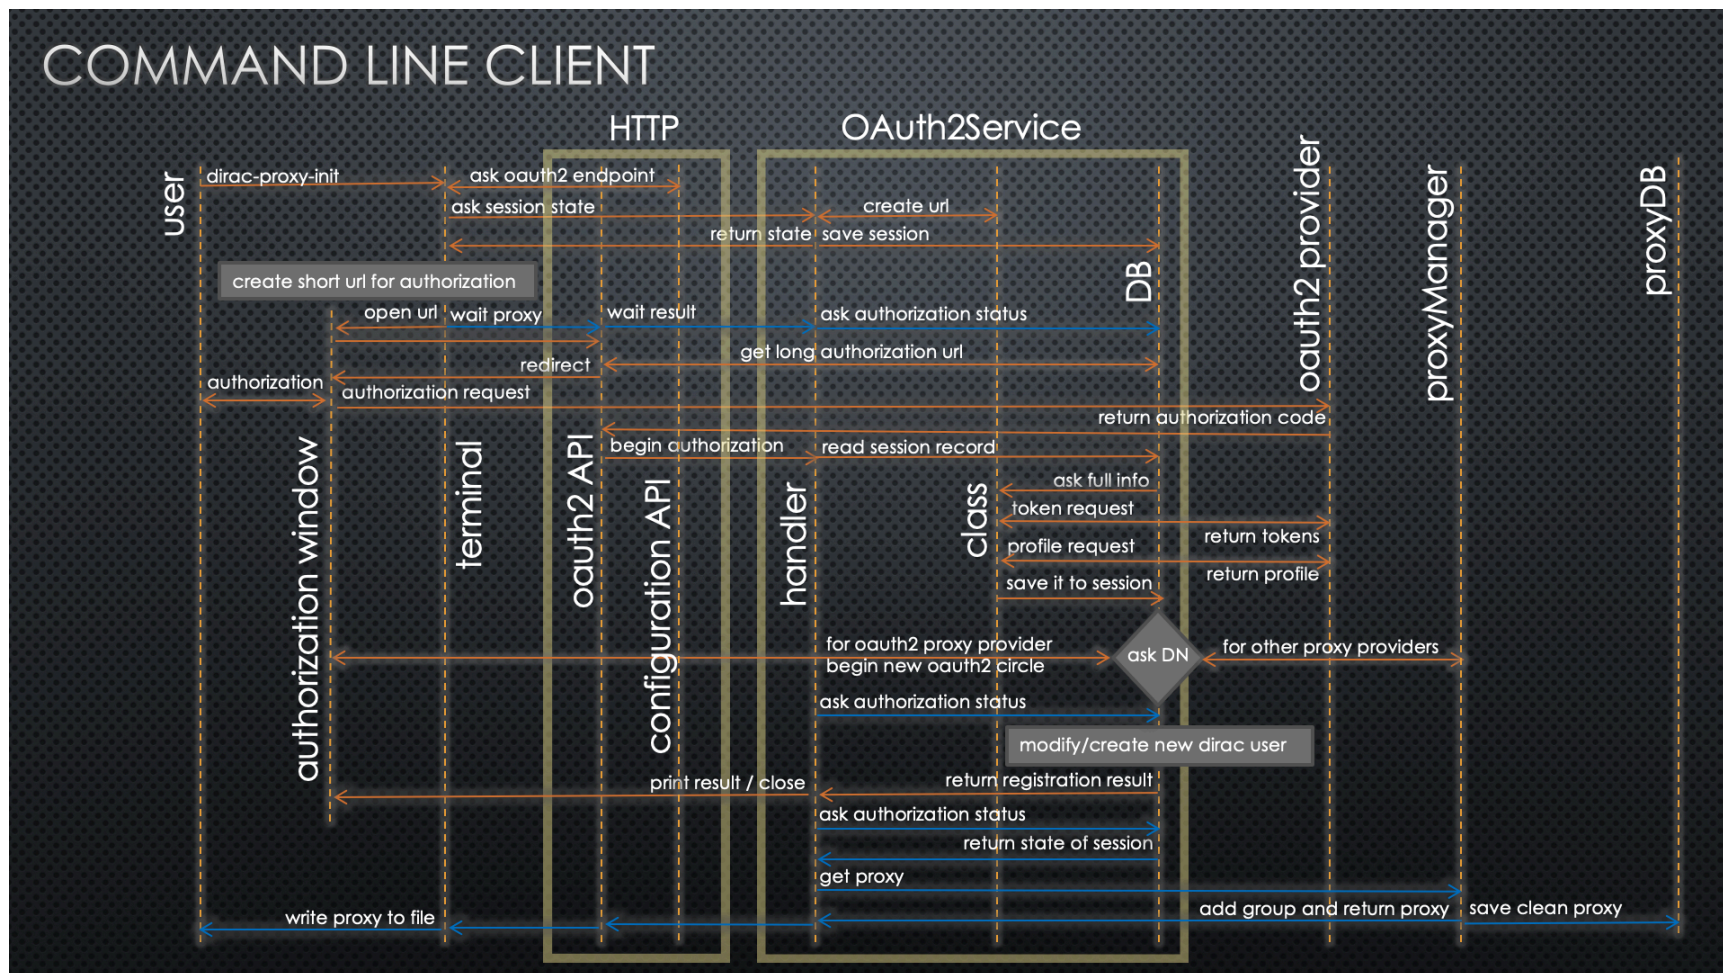 COMMAND LINE CLIENT
HTTP
OAuth2Service
user
dirac-proxy-init
ask oauth2 endpoint
ask session state
create url
return state
save session
oauth2 provider
proxyManager
proxyDB
DB
create short url for authorization
open url
wait proxy
wait result
ask authorization status
get long authorization url
redirect
authorization
authorization request
return authorization code
begin authorization
read session record
authorization window
terminal
oauth2 API
configuration API
handler
class
ask full info
token request
return tokens
profile request
return profile
save it to session
for oauth2 proxy provider
begin new oauth2 circle
ask DN
for other proxy providers
ask authorization status
modify/create new dirac user
return registration result
print result / close
ask authorization status
return state of session
get proxy
add group and return proxy
save clean proxy
write proxy to file